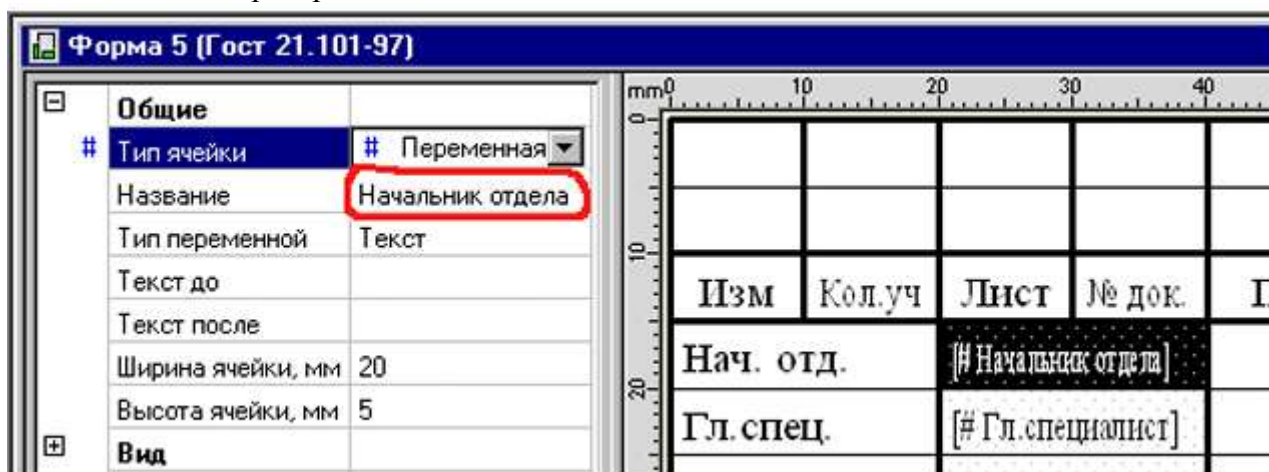 Форма 5 (Гост 21.101-97)
Общие
# Тип ячейки # Переменная
Название Начальник отдела
Тип переменной Текст
Текст до
Текст после
Ширина ячейки, мм 20
Высота ячейки, мм 5
Вид
mm 0 10 20 30 40
0
10
20
Изм Кол.уч Лист № док.
Нач. отд. [# Начальник отдела]
Гл.спец. [# Гл.специалист]